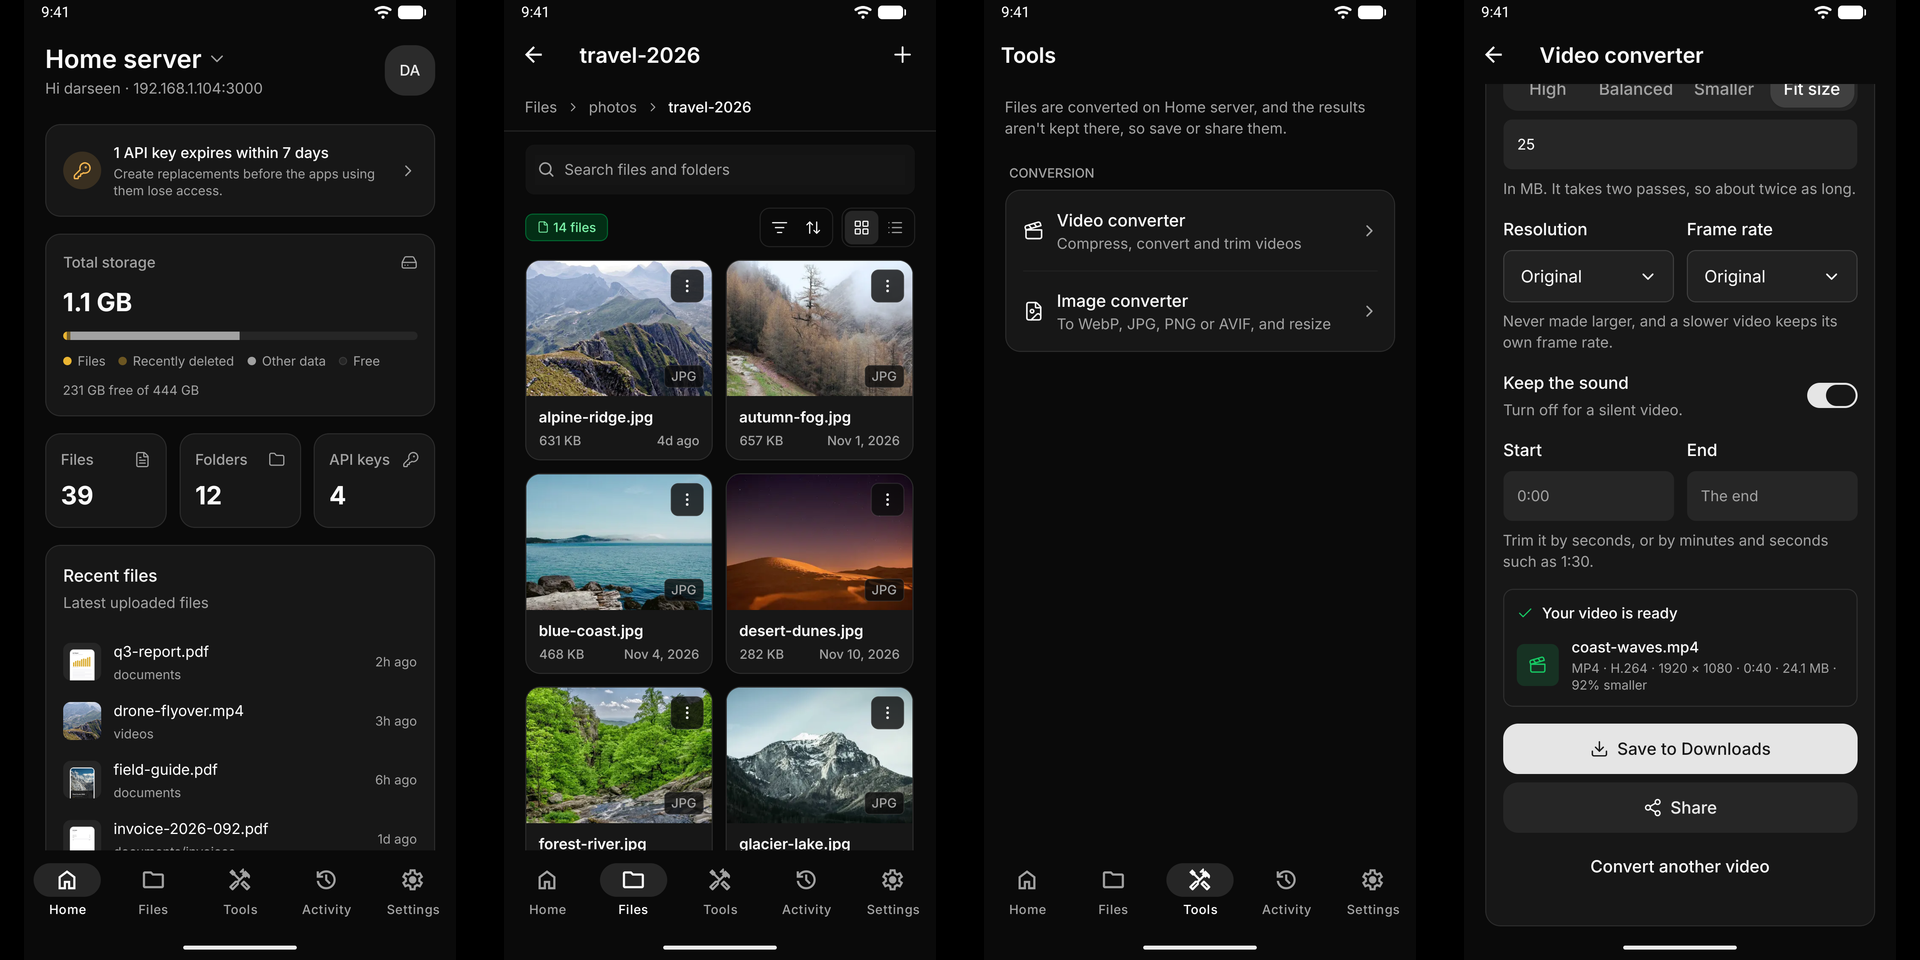 9:41
Home server
Hi darseen · 192.168.1.104:3000
DA
1 API key expires within 7 days
Create replacements before the apps using
them lose access.
Total storage
1.1 GB
Files
Recently deleted
Other data
Free
231 GB free of 444 GB
Files
39
Folders
12
API keys
4
Recent files
Latest uploaded files
q3-report.pdf
documents
2h ago
drone-flyover.mp4
videos
3h ago
field-guide.pdf
documents
6h ago
invoice-2026-092.pdf
documents/invoices
1d ago
Home
Files
Tools
Activity
Settings
9:41
travel-2026
Files
photos
travel-2026
Search files and folders
14 files
JPG
alpine-ridge.jpg
631 KB
4d ago
JPG
autumn-fog.jpg
657 KB
Nov 1, 2026
JPG
blue-coast.jpg
468 KB
Nov 4, 2026
JPG
desert-dunes.jpg
282 KB
Nov 10, 2026
JPG
forest-river.jpg
JPG
glacier-lake.jpg
Home
Files
Tools
Activity
Settings
9:41
Tools
Files are converted on Home server, and the results
aren't kept there, so save or share them.
CONVERSION
Video converter
Compress, convert and trim videos
Image converter
To WebP, JPG, PNG or AVIF, and resize
Home
Files
Tools
Activity
Settings
9:41
Video converter
High
Balanced
Smaller
Fit size
25
In MB. It takes two passes, so about twice as long.
Resolution
Frame rate
Original
Original
Never made larger, and a slower video keeps its
own frame rate.
Keep the sound
Turn off for a silent video.
Start
End
0:00
The end
Trim it by seconds, or by minutes and seconds
such as 1:30.
Your video is ready
coast-waves.mp4
MP4 · H.264 · 1920 × 1080 · 0:40 · 24.1 MB ·
92% smaller
Save to Downloads
Share
Convert another video